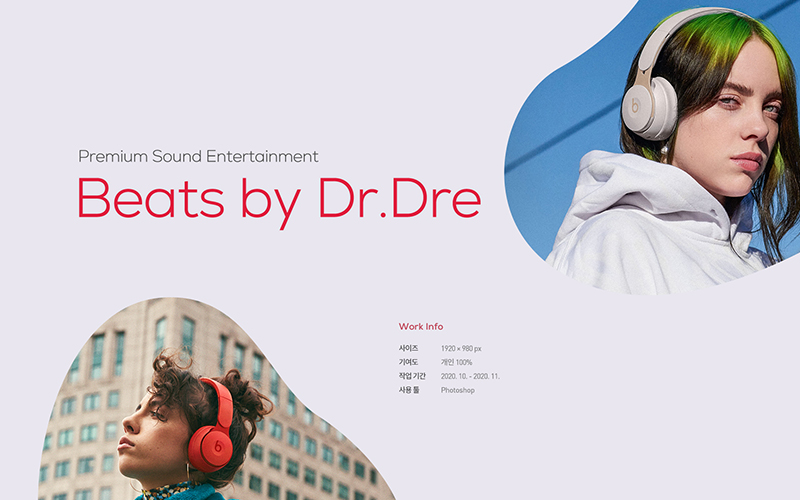 Premium Sound Entertainment
Beats by Dr.Dre
Work Info
사이즈 1920 × 980 px
기여도 개인 100%
작업 기간 2020. 10. - 2020. 11.
사용 툴 Photoshop